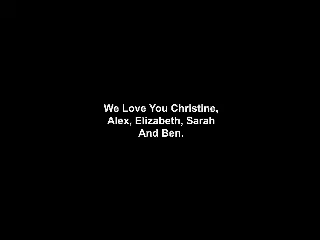 We Love You Christine,
Alex, Elizabeth, Sarah
And Ben.